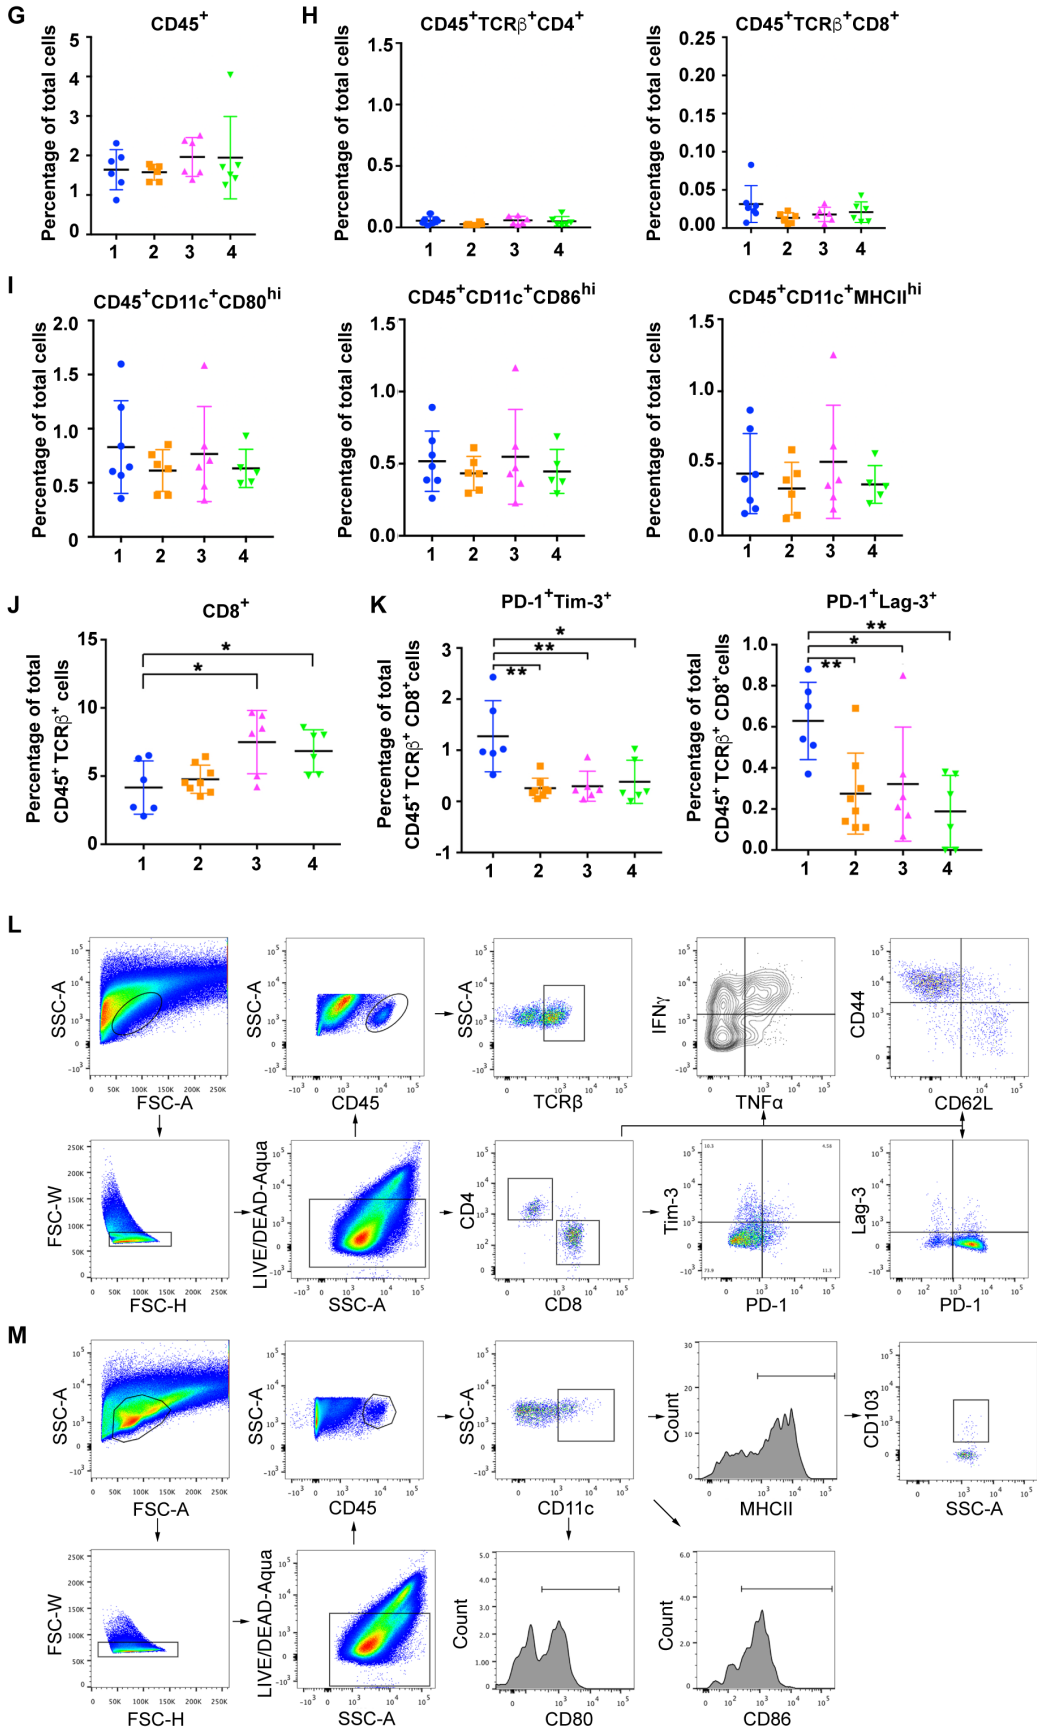 G
CD45+
Percentage of total cells
5
4
3
2
1
0
1 2 3 4
H
CD45+TCRβ+CD4+
Percentage of total cells
1.5
1.0
0.5
0.0
1 2 3 4
CD45+TCRβ+CD8+
Percentage of total cells
0.25
0.20
0.15
0.10
0.05
0.00
1 2 3 4
I
CD45+CD11c+CD80hi
Percentage of total cells
2.0
1.5
1.0
0.5
0
1 2 3 4
CD45+CD11c+CD86hi
Percentage of total cells
1.5
1.0
0.5
0.0
1 2 3 4
CD45+CD11c+MHCIIhi
Percentage of total cells
1.5
1.0
0.5
0.0
1 2 3 4
J
CD8+
Percentage of total
CD45+ TCRβ+cells
15
10
5
0
*
*
1 2 3 4
K
PD-1+Tim-3+
Percentage of total
CD45+ TCRβ+ CD8+cells
3
2
1
0
-1
*
**
**
1 2 3 4
PD-1+Lag-3+
Percentage of total
CD45+ TCRβ+ CD8+cells
1.0
0.8
0.6
0.4
0.2
0.0
**
*
**
1 2 3 4
L
SSC-A
FSC-A
SSC-A
CD45
SSC-A
TCRβ
IFNγ
TNFα
CD44
CD62L
FSC-W
FSC-H
LIVE/DEAD-Aqua
SSC-A
CD4
CD8
Tim-3
PD-1
Lag-3
PD-1
M
SSC-A
FSC-A
SSC-A
CD45
SSC-A
CD11c
Count
MHCII
CD103
SSC-A
FSC-W
FSC-H
LIVE/DEAD-Aqua
SSC-A
Count
CD80
Count
CD86